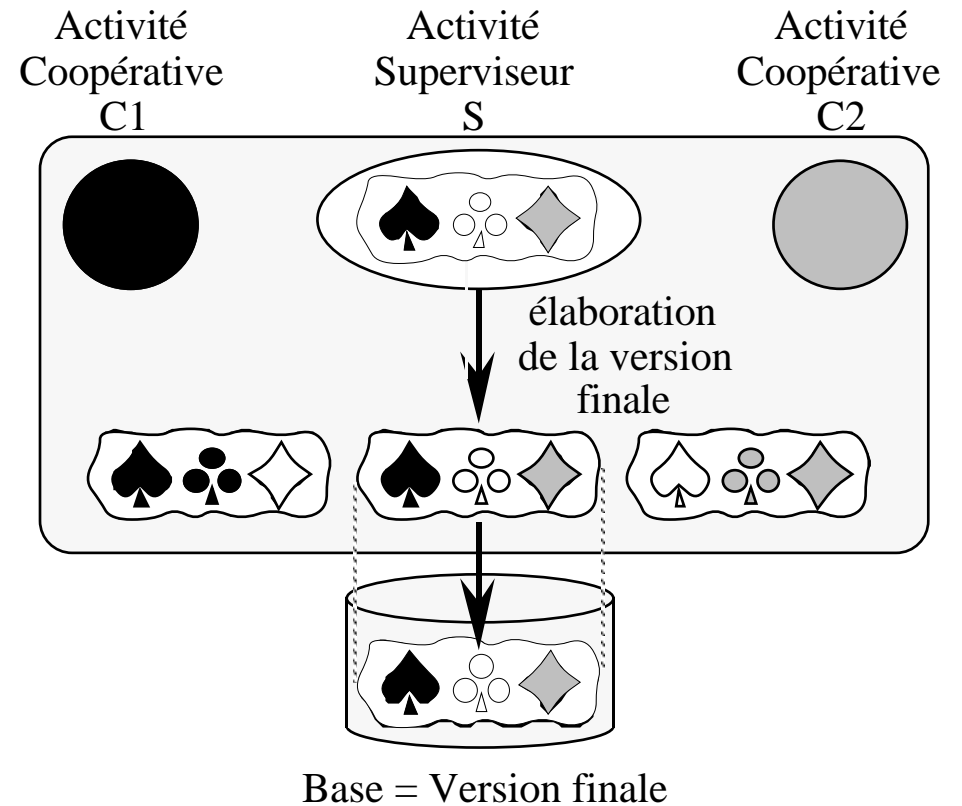 Activité
Coopérative
C1
Activité
Superviseur
S
Activité
Coopérative
C2
élaboration
de la version
finale
Base = Version finale